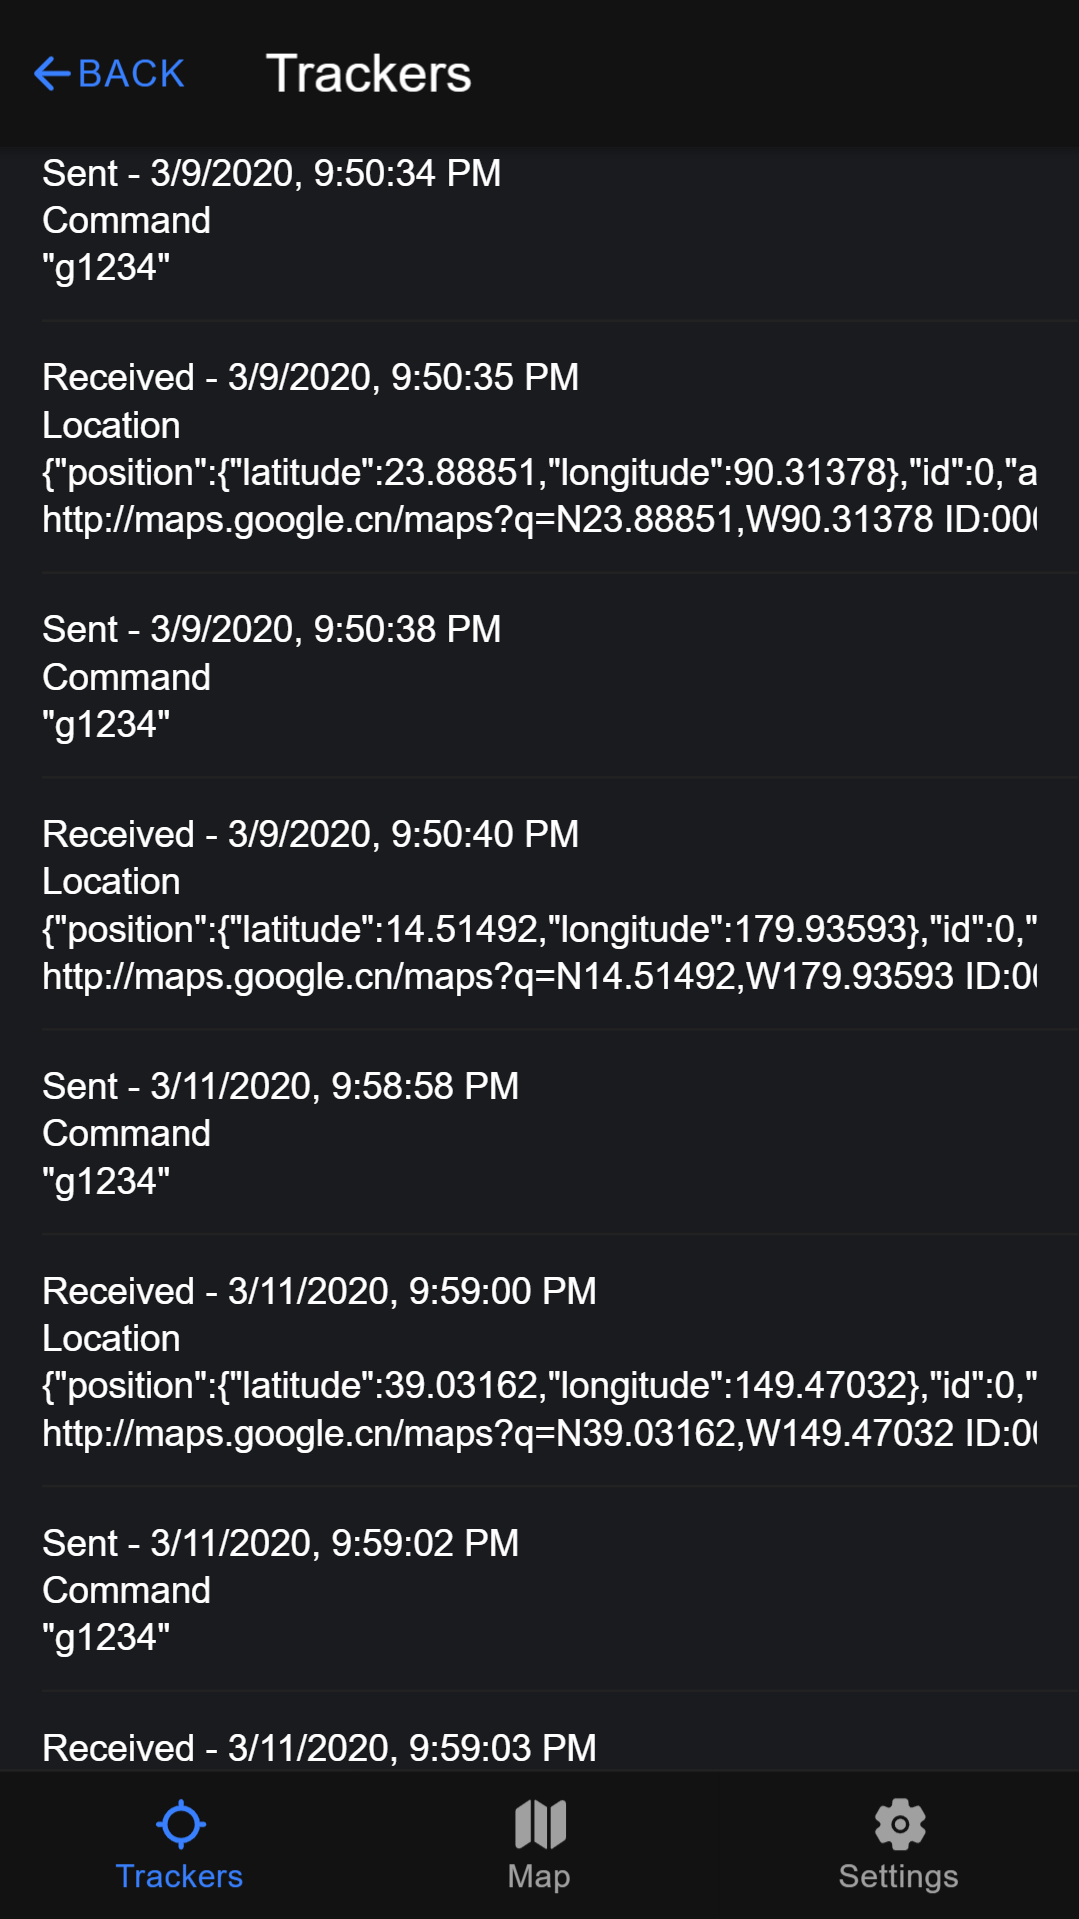 BACK
Trackers
Sent - 3/9/2020, 9:50:34 PM
Command
"g1234"
Received - 3/9/2020, 9:50:35 PM
Location
{"position":{"latitude":23.88851,"longitude":90.31378},"id":0,"a
http://maps.google.cn/maps?q=N23.88851,W90.31378 ID:000
Sent - 3/9/2020, 9:50:38 PM
Command
"g1234"
Received - 3/9/2020, 9:50:40 PM
Location
{"position":{"latitude":14.51492,"longitude":179.93593},"id":0,"
http://maps.google.cn/maps?q=N14.51492,W179.93593 ID:00
Sent - 3/11/2020, 9:58:58 PM
Command
"g1234"
Received - 3/11/2020, 9:59:00 PM
Location
{"position":{"latitude":39.03162,"longitude":149.47032},"id":0,"
http://maps.google.cn/maps?q=N39.03162,W149.47032 ID:00
Sent - 3/11/2020, 9:59:02 PM
Command
"g1234"
Received - 3/11/2020, 9:59:03 PM
Trackers
Map
Settings